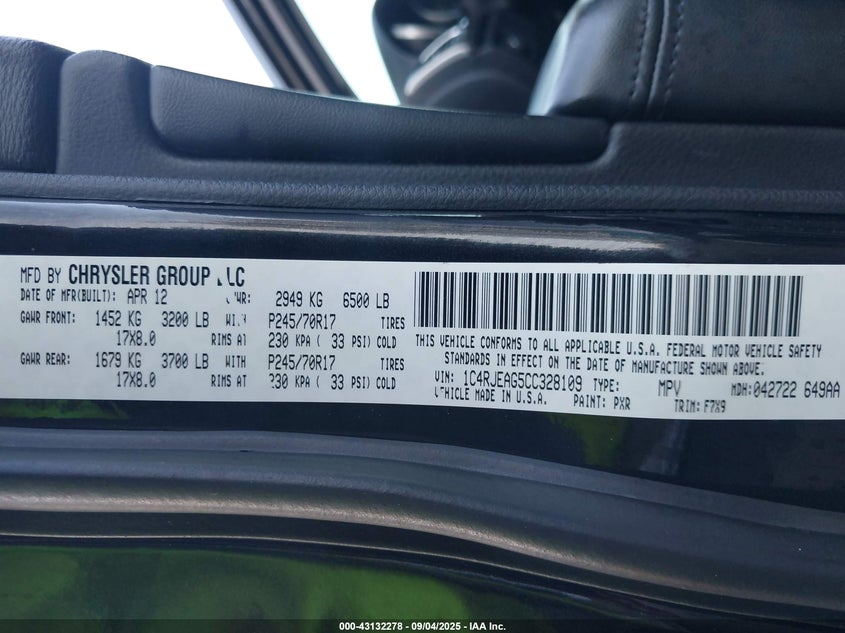 MFD BY CHRYSLER GROUP LLC
DATE OF MFR(BUILT): APR 12 GVWR: 2949 KG 6500 LB
GAWR FRONT: 1452 KG 3200 LB WITH P245/70R17 TIRES
17X8.0 RIMS AT 230 KPA ( 33 PSI) COLD
GAWR REAR: 1679 KG 3700 LB WITH P245/70R17 TIRES
17X8.0 RIMS AT 230 KPA ( 33 PSI) COLD
THIS VEHICLE CONFORMS TO ALL APPLICABLE U.S.A. FEDERAL MOTOR VEHICLE SAFETY
STANDARDS IN EFFECT ON THE DATE OF MANUFACTURE SHOWN ABOVE.
VIN: 1C4RJEAG5CC328109 TYPE: MPV MDH: 042722 649AA
VEHICLE MADE IN U.S.A. PAINT: PXR TRIM: F7X9
000-43132278 - 09/04/2025 - IAA Inc.